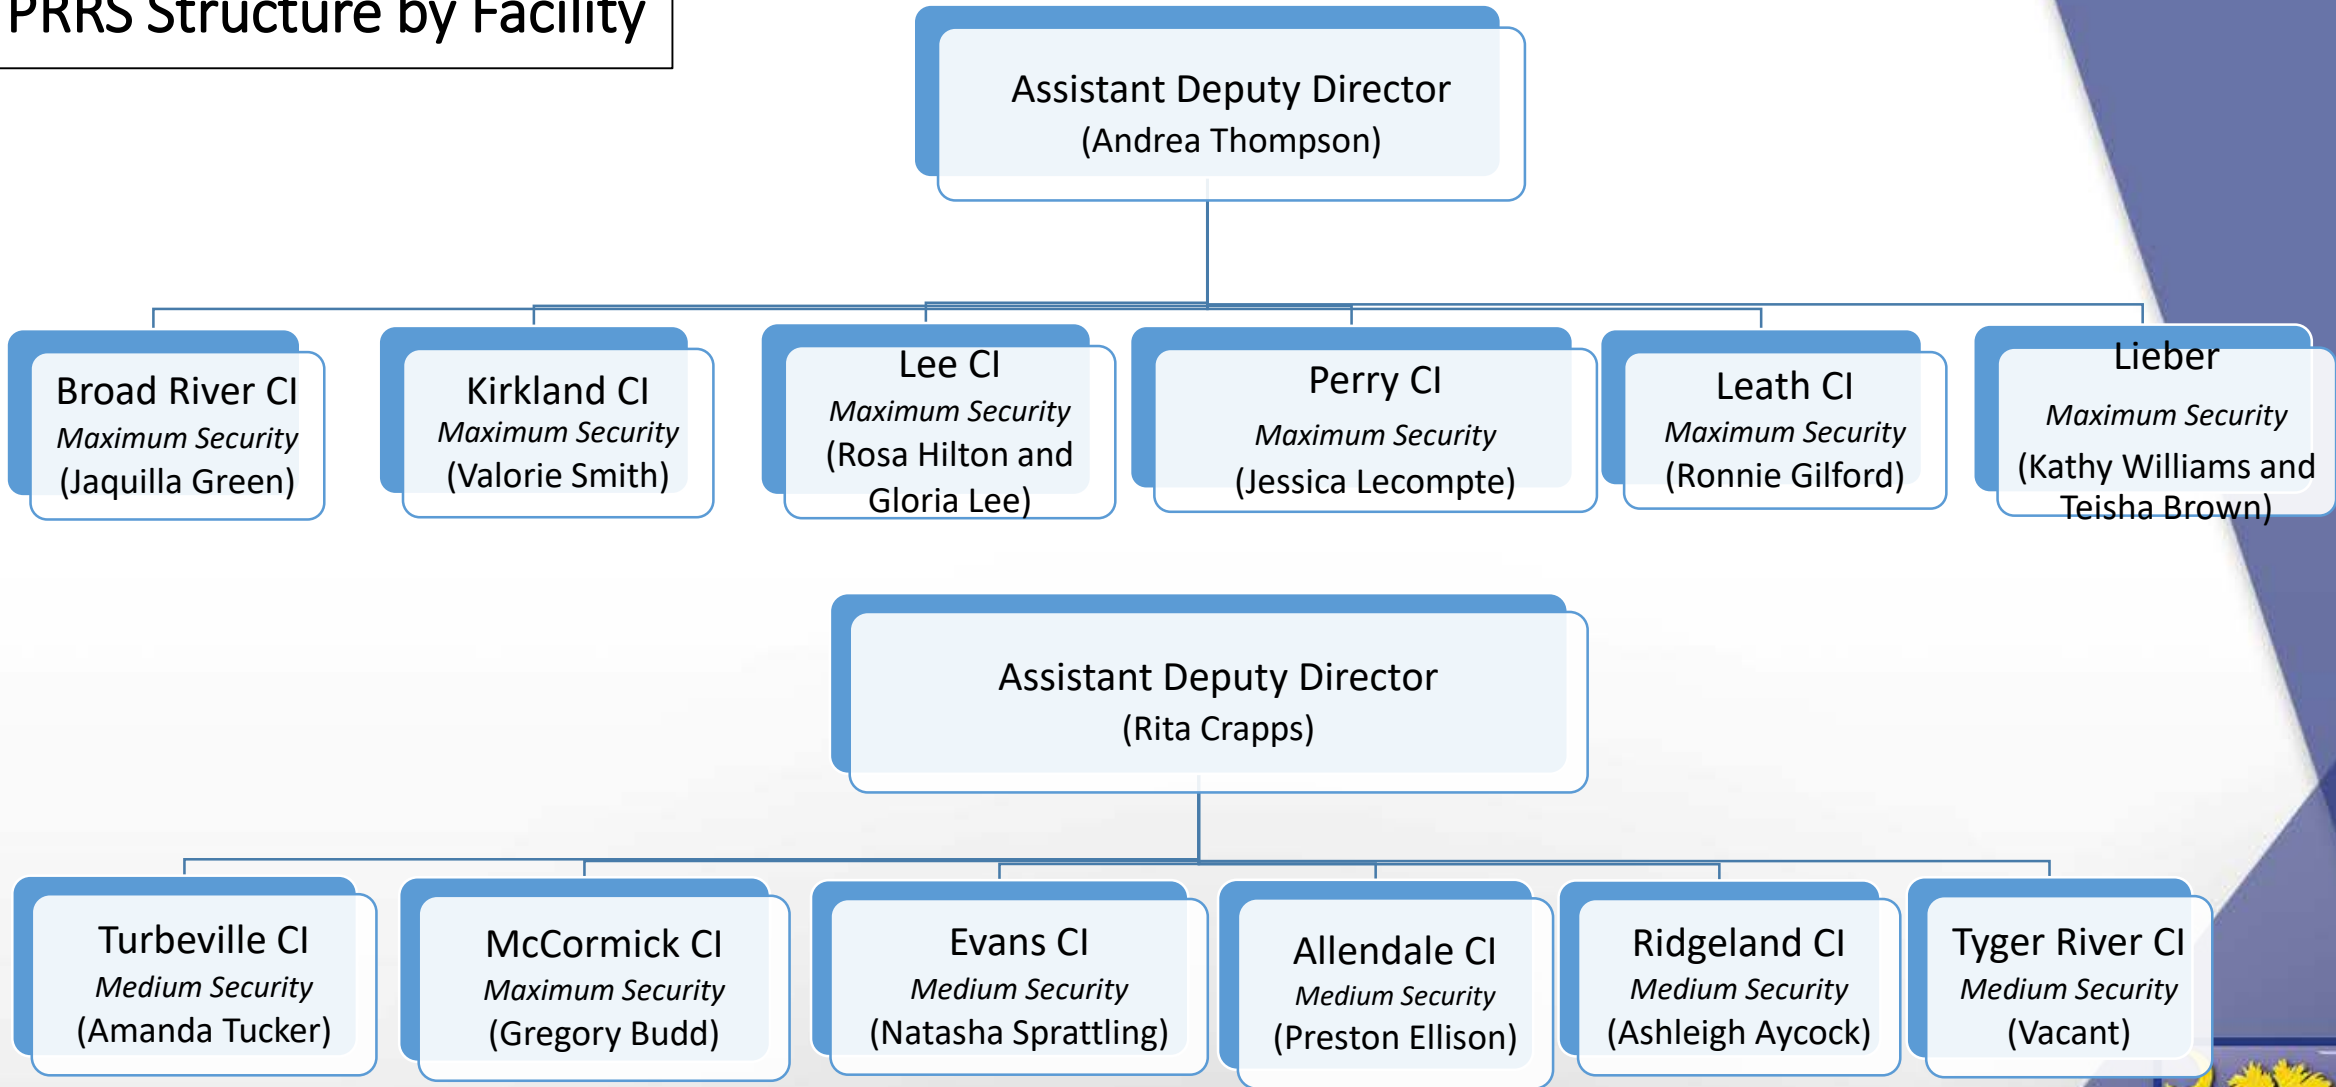 PRRS Structure by Facility
Assistant Deputy Director
(Andrea Thompson)
Broad River CI
Maximum Security
(Jaquilla Green)
Kirkland CI
Maximum Security
(Valorie Smith)
Lee CI
Maximum Security
(Rosa Hilton and
Gloria Lee)
Perry CI
Maximum Security
(Jessica Lecompte)
Leath CI
Maximum Security
(Ronnie Gilford)
Lieber
Maximum Security
(Kathy Williams and
Teisha Brown)
Assistant Deputy Director
(Rita Crapps)
Turbeville CI
Medium Security
(Amanda Tucker)
McCormick CI
Maximum Security
(Gregory Budd)
Evans CI
Medium Security
(Natasha Sprattling)
Allendale CI
Medium Security
(Preston Ellison)
Ridgeland CI
Medium Security
(Ashleigh Aycock)
Tyger River CI
Medium Security
(Vacant)